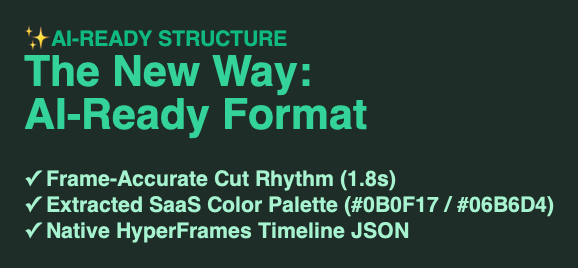 ✨AI-READY STRUCTURE
The New Way:
AI-Ready Format
✓ Frame-Accurate Cut Rhythm (1.8s)
✓ Extracted SaaS Color Palette (#0B0F17 / #06B6D4)
✓ Native HyperFrames Timeline JSON